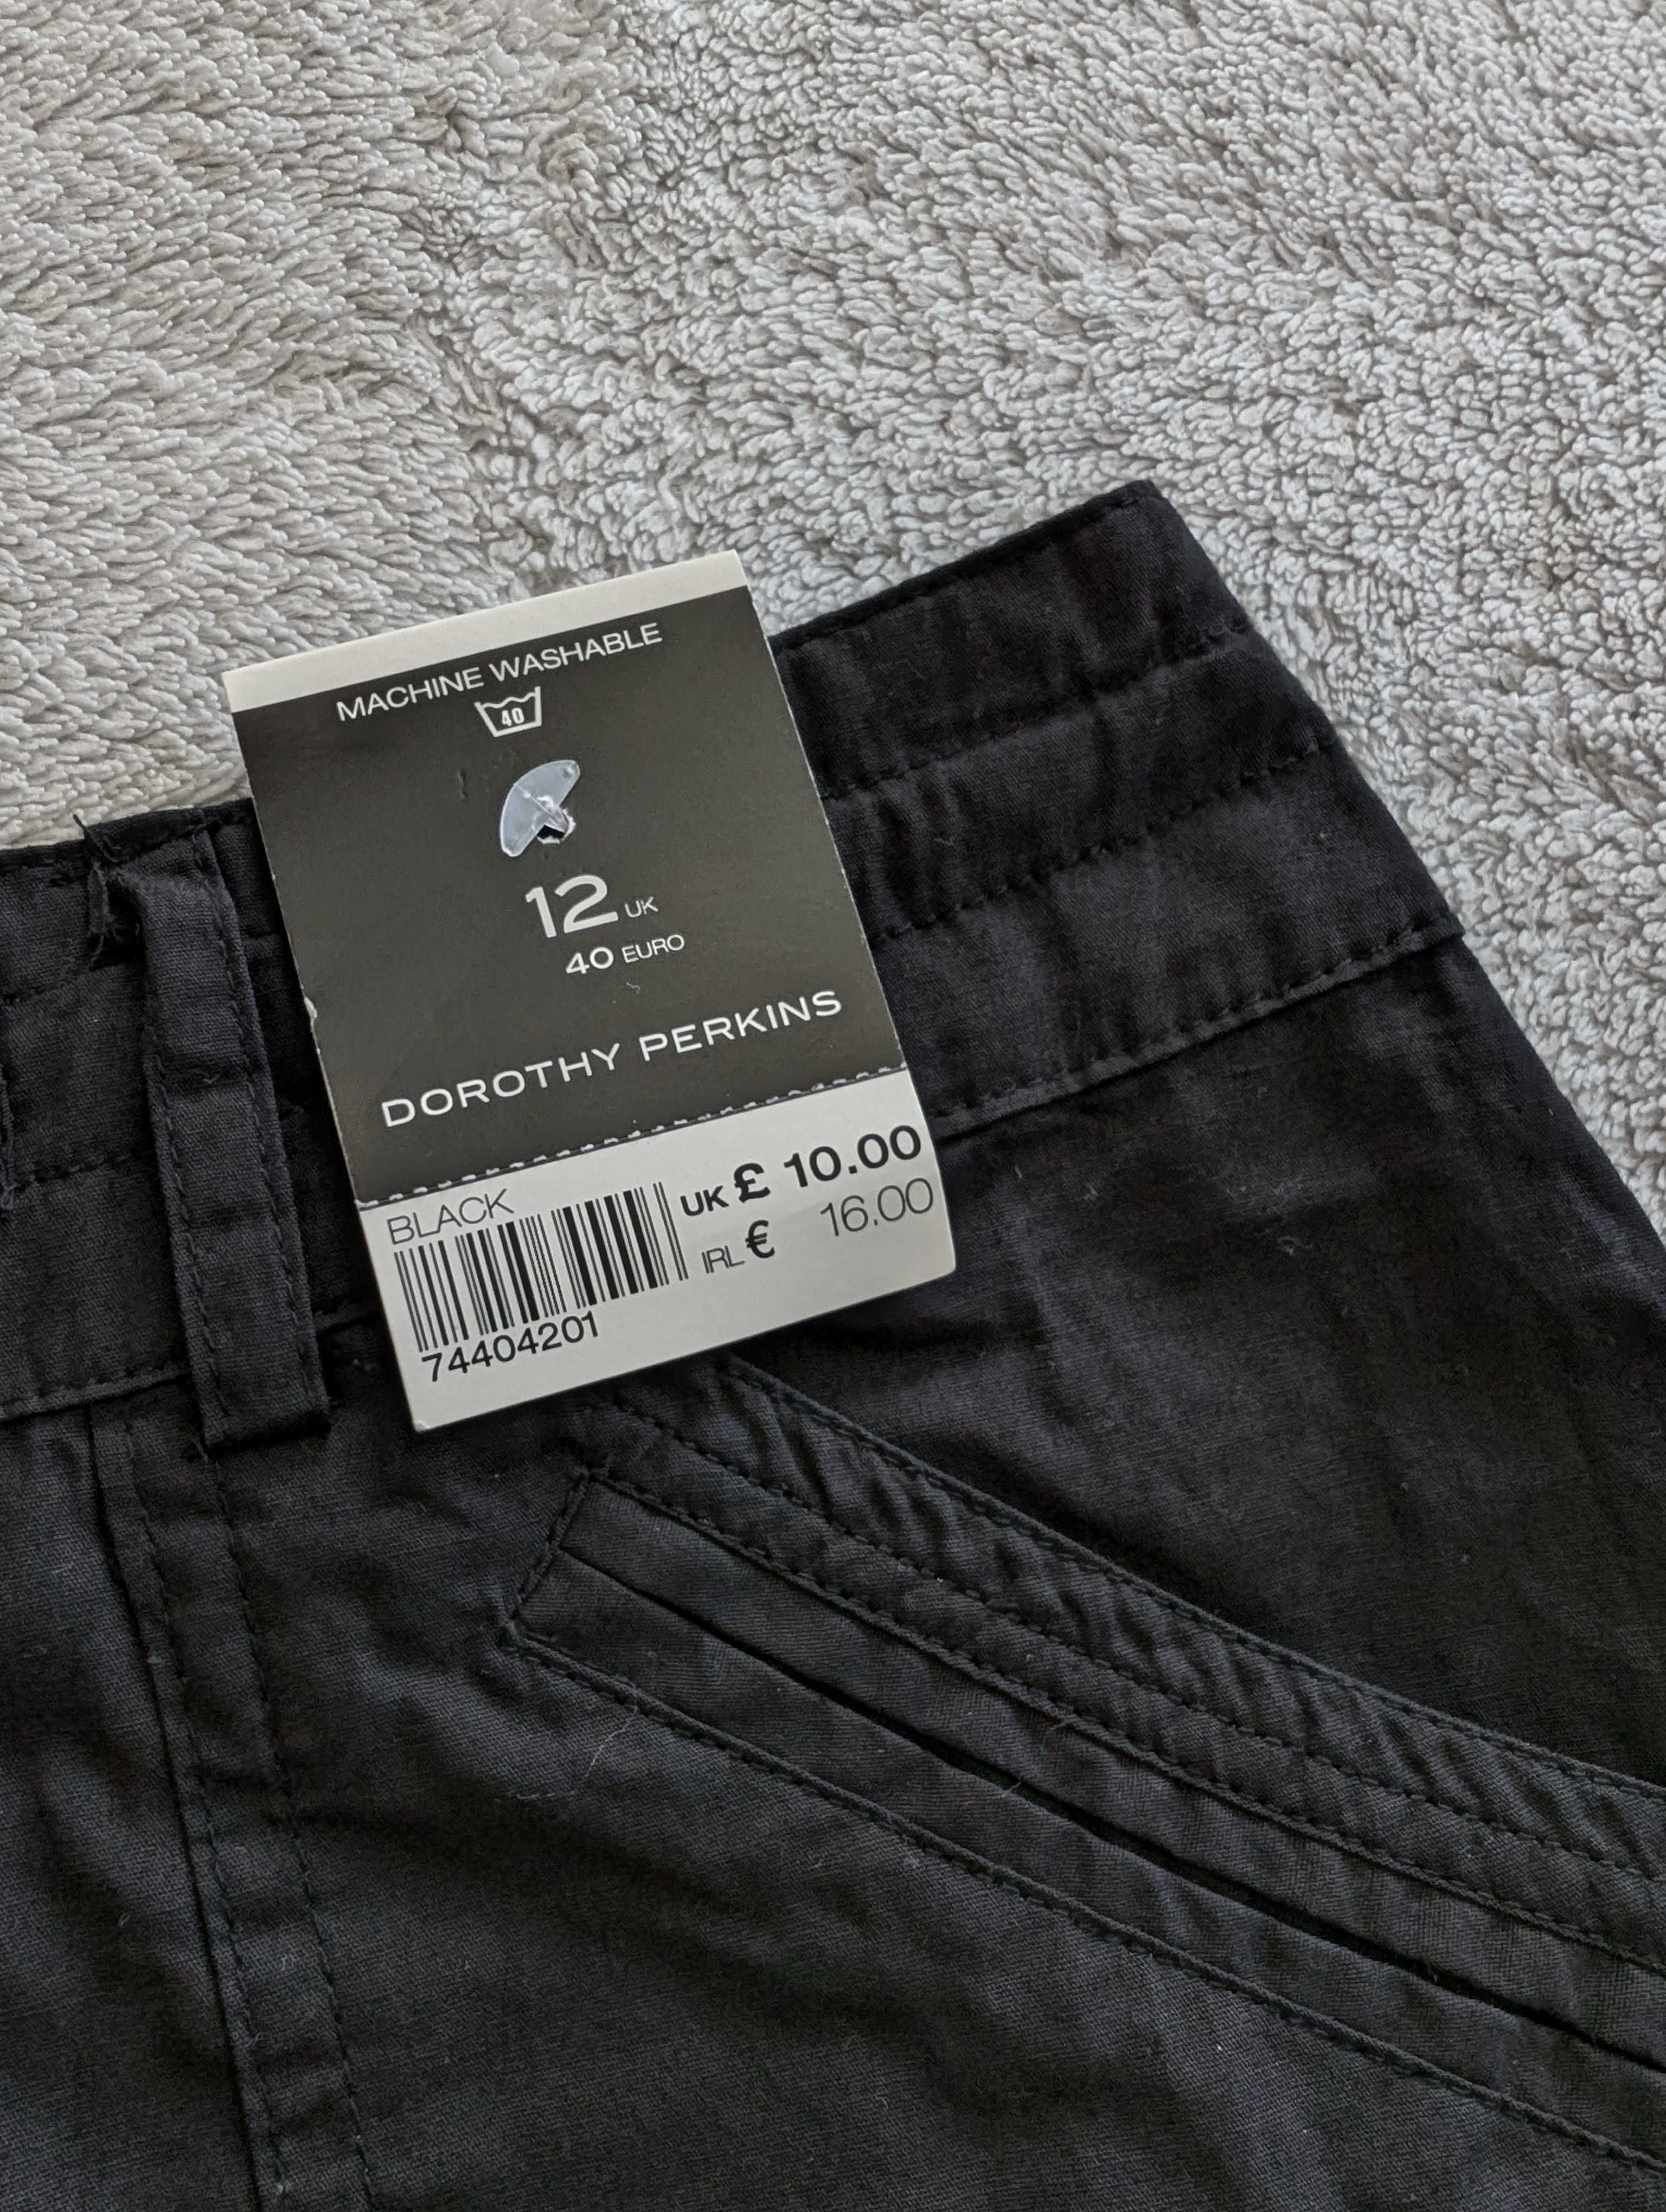 MACHINE WASHABLE
40
12 UK
40 EURO
DOROTHY PERKINS
BLACK
UK £ 10.00
IRL € 16.00
74404201